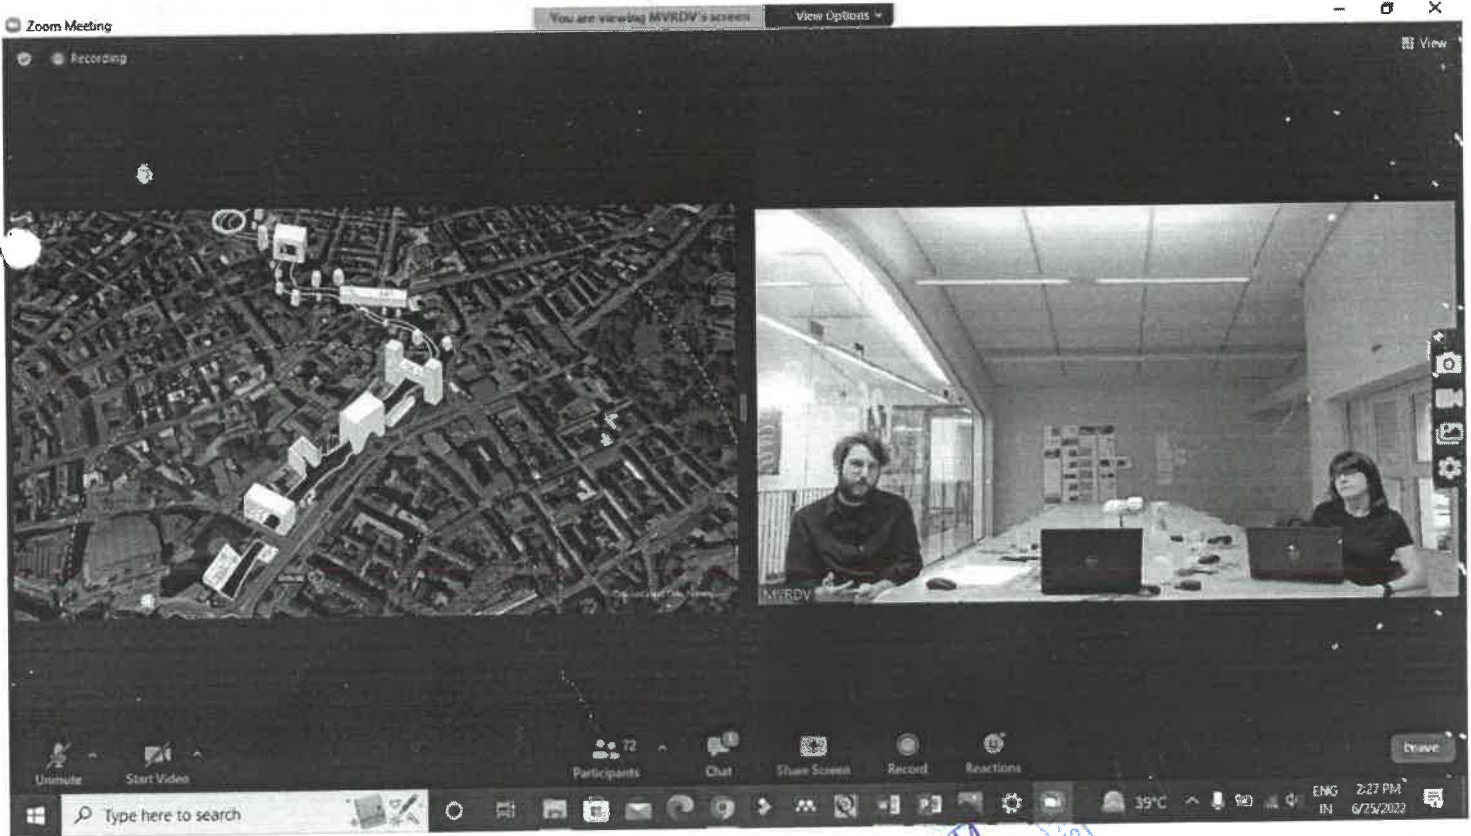 Zoom Meeting
You are viewing MVRDV's screen
View Options
Recording
View
MVRDV
Unmute
Start Video
72
Participants
1
Chat
Share Screen
Record
Reactions
Leave
Type here to search
39°C
ENG
IN
2:27 PM
6/25/2022